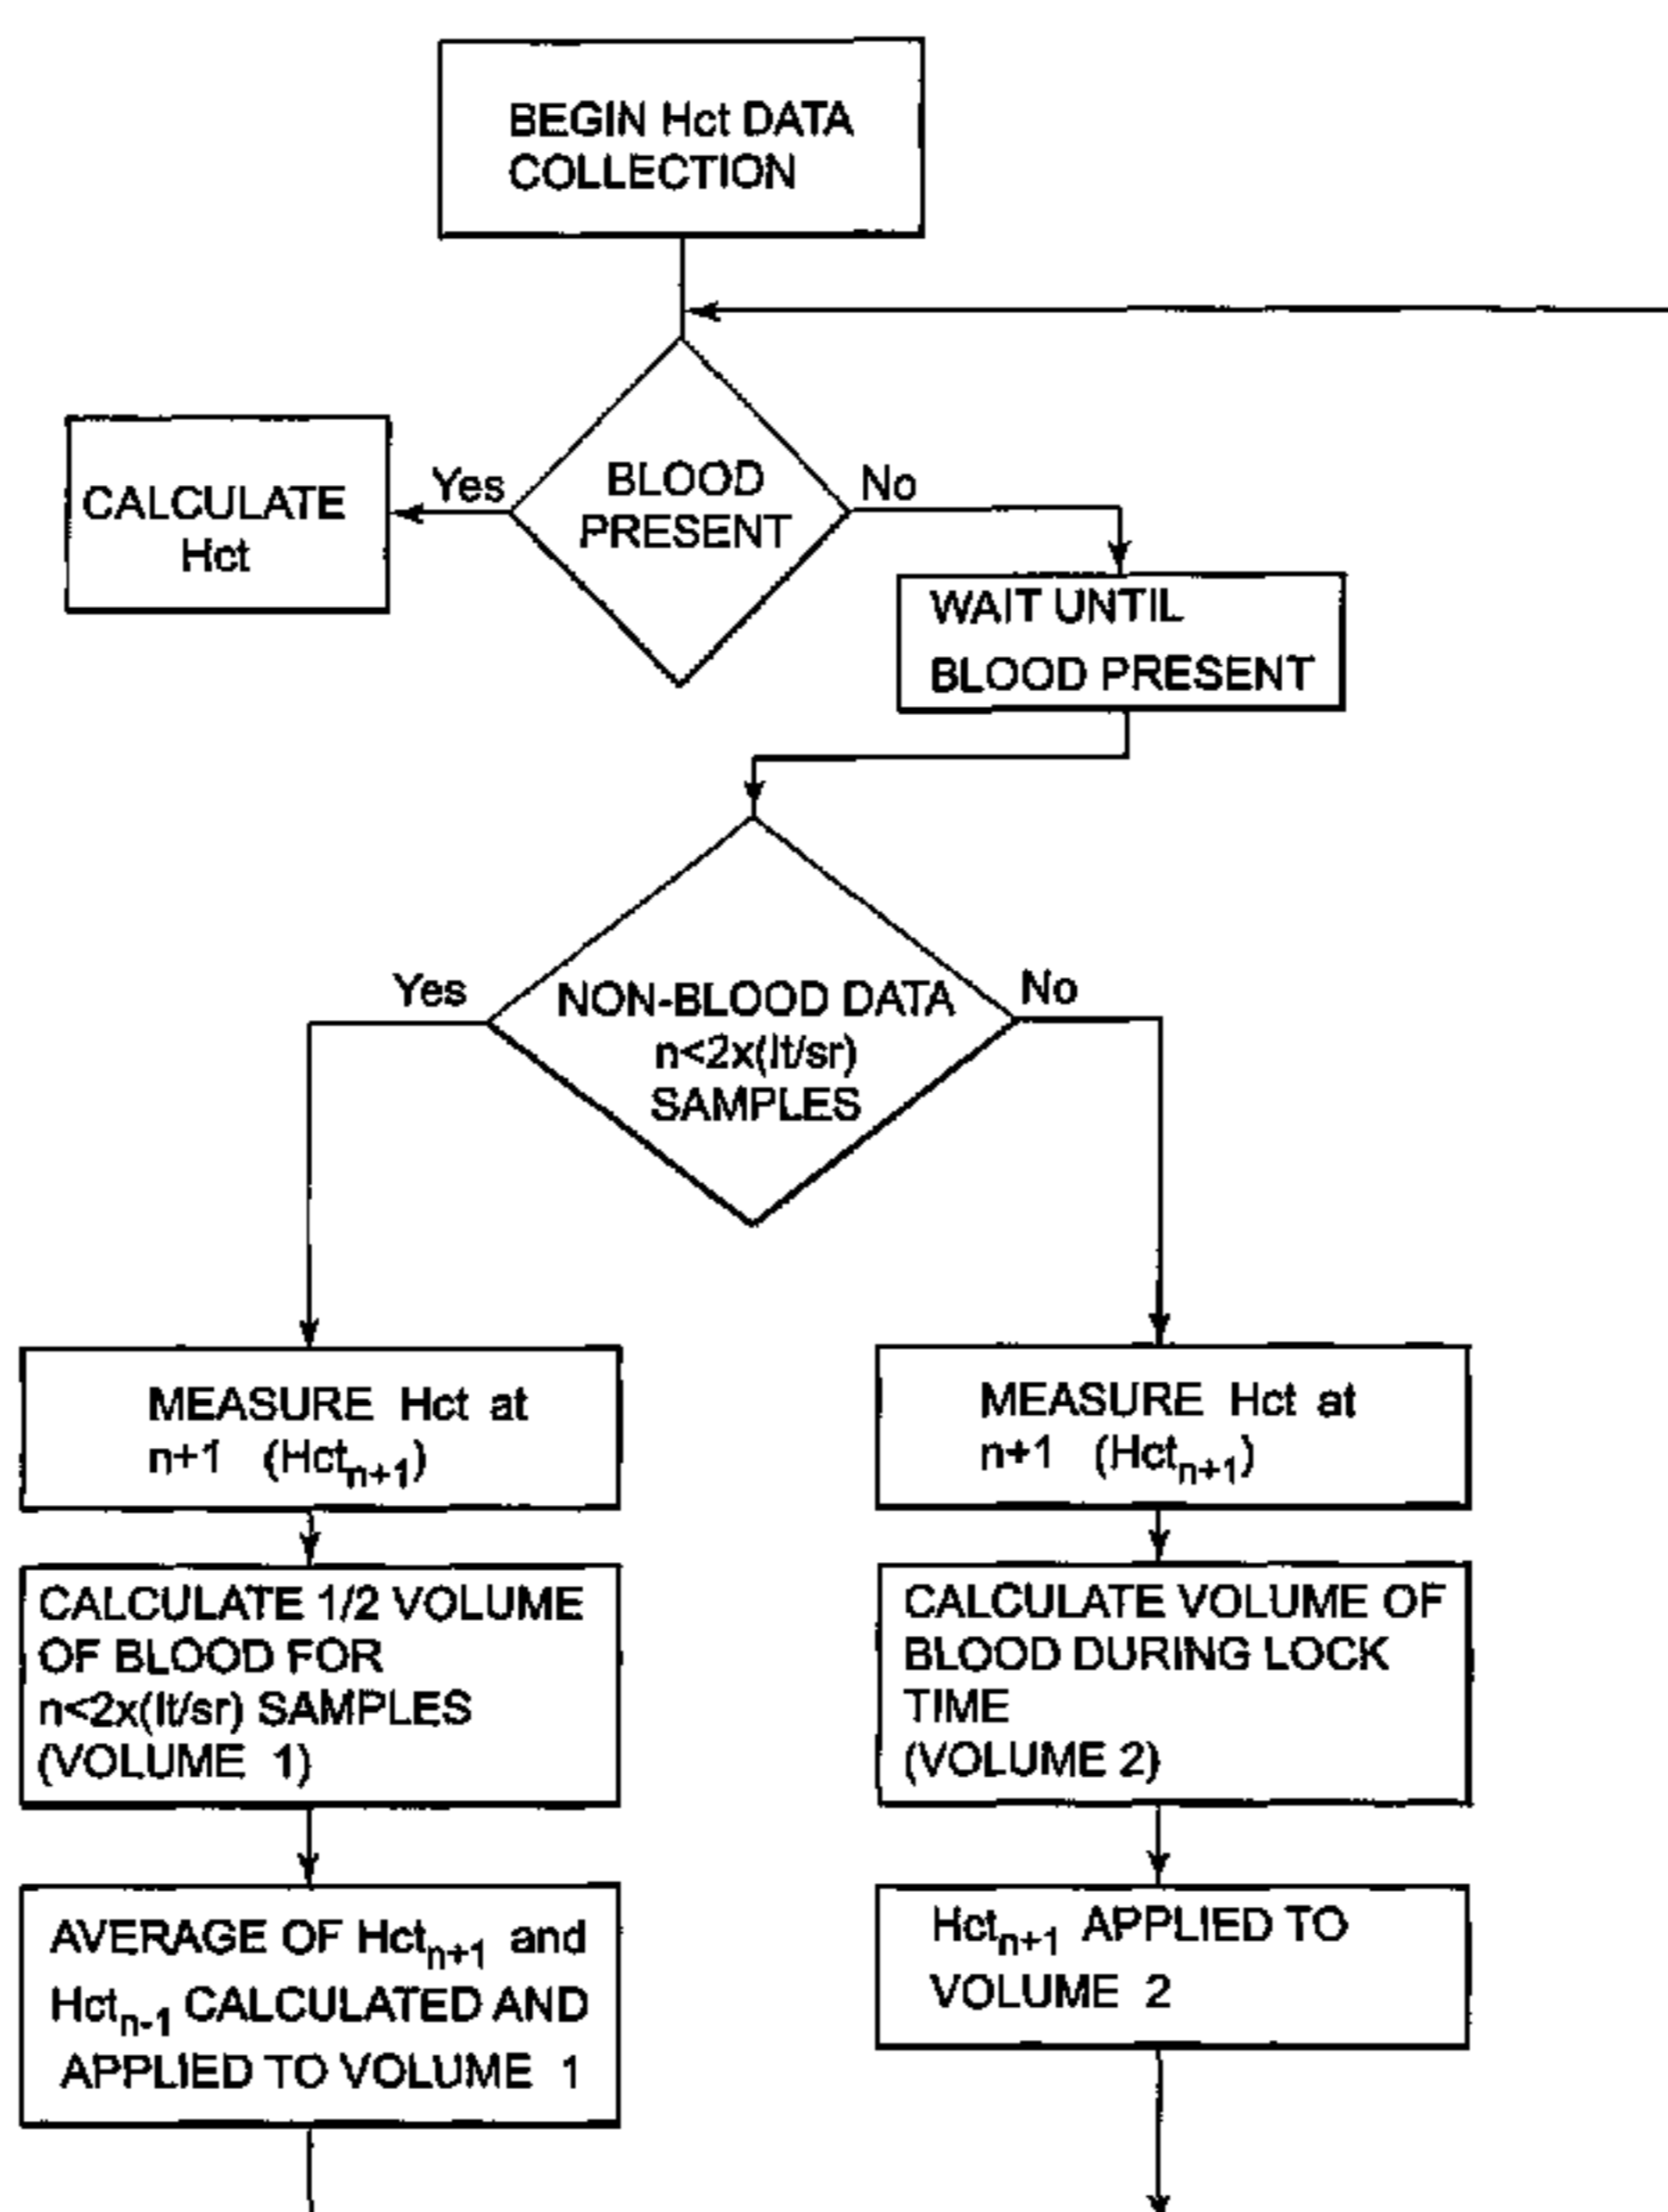 BEGIN Hct DATA
COLLECTION
Yes
BLOOD
PRESENT
No
CALCULATE
Hct
WAIT UNTIL
BLOOD PRESENT
Yes
NON-BLOOD DATA
n<2x(lt/sr)
SAMPLES
No
MEASURE Hct at
n+1 (Hctn+1)
MEASURE Hct at
n+1 (Hctn+1)
CALCULATE 1/2 VOLUME
OF BLOOD FOR
n<2x(lt/sr) SAMPLES
(VOLUME 1)
CALCULATE VOLUME OF
BLOOD DURING LOCK
TIME
(VOLUME 2)
AVERAGE OF Hctn+1 and
Hctn-1 CALCULATED AND
APPLIED TO VOLUME 1
Hctn+1 APPLIED TO
VOLUME 2